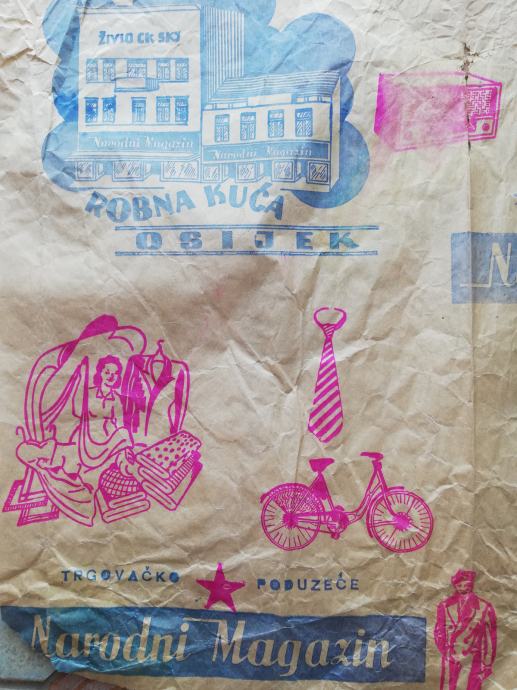 ŽIVIO CK SKJ
Narodni Magazin
Narodni Magazin
ROBNA KUĆA
OSIJEK
N
TRGOVAČKO PODUZEĆE
Narodni Magazin